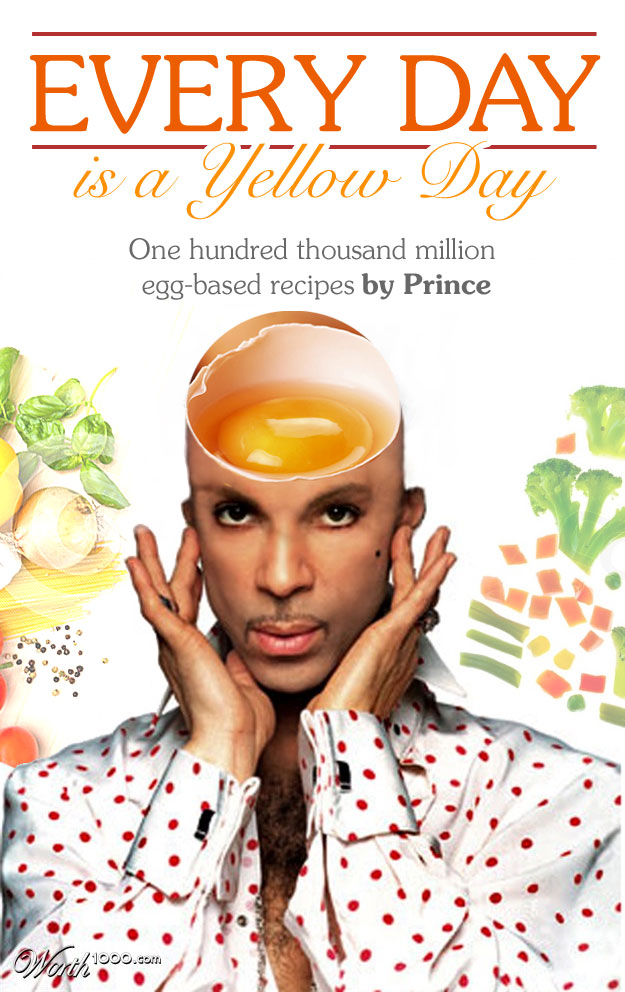 EVERY DAY
is a Yellow Day
One hundred thousand million
egg-based recipes by Prince
Worth1000.com